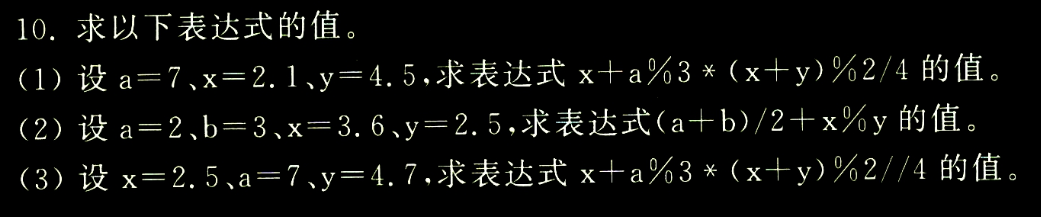 10. 求以下表达式的值。
(1) 设 a=7、x=2.1、y=4.5,求表达式 x+a%3*(x+y)%2/4 的值。
(2) 设 a=2、b=3、x=3.6、y=2.5,求表达式(a+b)/2+x%y 的值。
(3) 设 x=2.5、a=7、y=4.7,求表达式 x+a%3*(x+y)%2//4 的值。